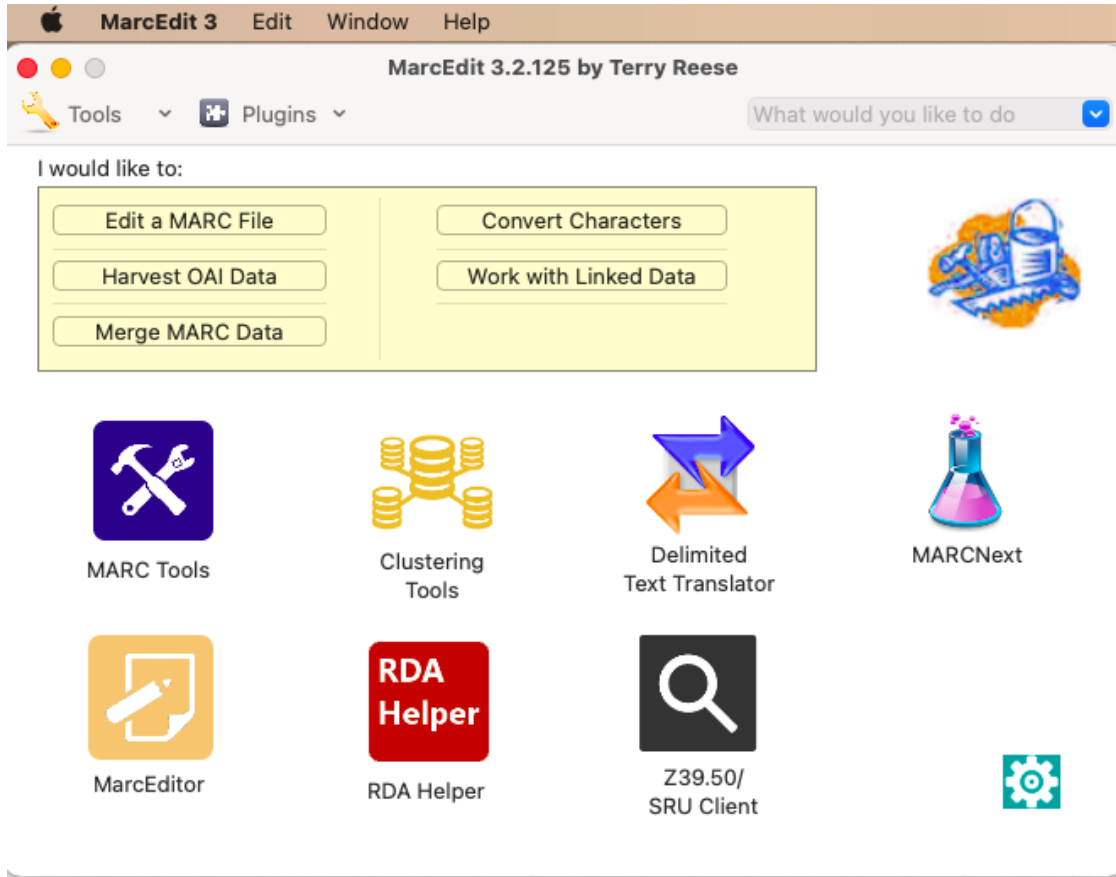 MarcEdit 3 Edit Window Help
MarcEdit 3.2.125 by Terry Reese
Tools Plugins What would you like to do
I would like to:
Edit a MARC File Convert Characters
Harvest OAI Data Work with Linked Data
Merge MARC Data
MARC Tools
Clustering
Tools
Delimited
Text Translator
MARCNext
MarcEditor
RDA
Helper
RDA Helper
Z39.50/
SRU Client